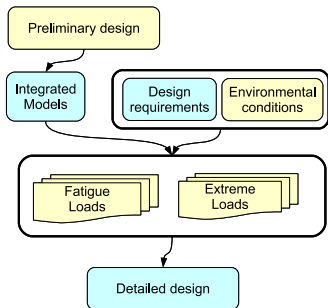 Preliminary design
Integrated
Models
Design
requirements
Environmental
conditions
Fatigue
Loads
Extreme
Loads
Detailed design